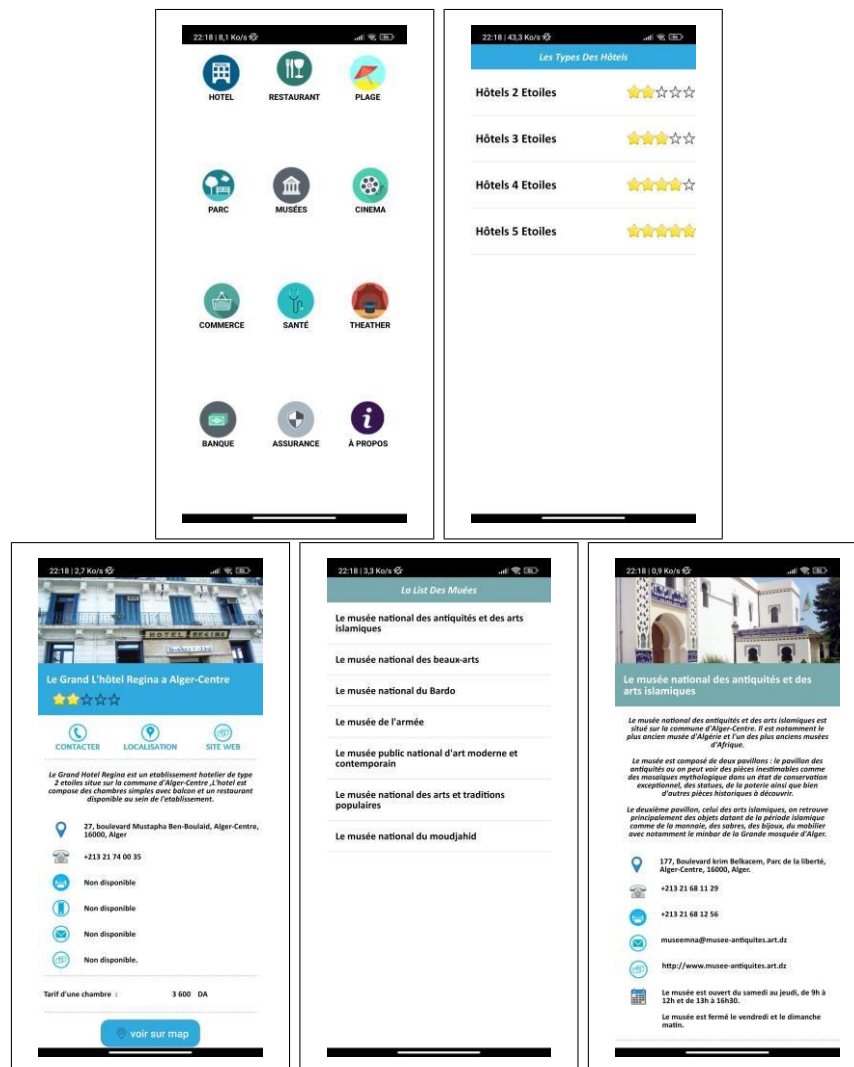 22:18 | 8,1 Ko/s
HOTEL RESTAURANT PLAGE
PARC MUSÉES CINEMA
COMMERCE SANTÉ THEATHER
BANQUE ASSURANCE À PROPOS
22:18 | 43,3 Ko/s
Les Types Des Hôtels
Hôtels 2 Etoiles
Hôtels 3 Etoiles
Hôtels 4 Etoiles
Hôtels 5 Etoiles
22:18 | 2,7 Ko/s
HOTEL REGINA
Le Grand L'hôtel Regina a Alger-Centre
CONTACTER LOCALISATION SITE WEB
Le Grand Hotel Regina est un etablissement hotelier de type
2 etoiles situe sur la commune d'Alger-Centre ,L'hotel est
compose des chambres simples avec balcon et un restaurant
disponible au sein de l'etablissement.
27, boulevard Mustapha Ben-Boulaid, Alger-Centre,
16000, Alger
+213 21 74 00 35
Non disponible
Non disponible
Non disponible
Non disponible.
Tarif d'une chambre : 3 600 DA
voir sur map
22:18 | 3,3 Ko/s
La List Des Muées
Le musée national des antiquités et des arts
islamiques
Le musée national des beaux-arts
Le musée national du Bardo
Le musée de l'armée
Le musée public national d'art moderne et
contemporain
Le musée national des arts et traditions
populaires
Le musée national du moudjahid
22:18 | 0,9 Ko/s
Le musée national des antiquités et des
arts islamiques
Le musée national des antiquités et des arts islamiques est
situé sur la commune d'Alger-Centre. Il est notamment le
plus ancien musée d'Algérie et l'un des plus anciens musées
d'Afrique.
Le musée est composé de deux pavillons : le pavillon des
antiquités ou on peut voir des pièces inestimables comme
des mosaïques mythologique dans un état de conservation
exceptionnel, des statues, de la poterie ainsi que bien
d'autres pièces historiques à découvrir.
Le deuxième pavillon, celui des arts islamiques, on retrouve
principalement des objets datant de la période islamique
comme de la monnaie, des sabres, des bijoux, du mobilier
avec notamment le minbar de la Grande mosquée d'Alger.
177, Boulevard krim Belkacem, Parc de la liberté,
Alger-Centre, 16000, Alger.
+213 21 68 11 29
+213 21 68 12 56
museemna@musee-antiquites.art.dz
http://www.musee-antiquites.art.dz
Le musée est ouvert du samedi au jeudi, de 9h à
12h et de 13h à 16h30.
Le musée est fermé le vendredi et le dimanche
matin.